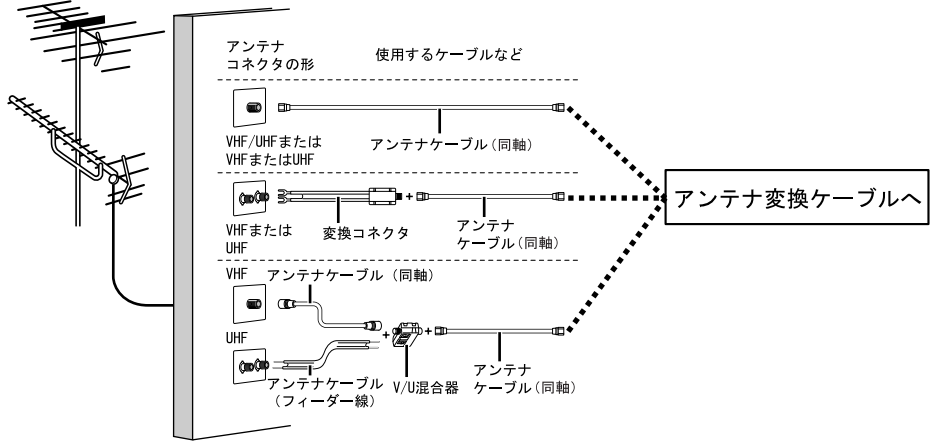 アンテナ
コネクタの形
使用するケーブルなど
VHF/UHFまたは
VHFまたはUHF
アンテナケーブル(同軸)
VHFまたは
UHF
変換コネクタ
+
アンテナ
ケーブル(同軸)
VHF
アンテナケーブル(同軸)
UHF
アンテナケーブル
(フィーダー線)
+
V/U混合器
+
アンテナ
ケーブル(同軸)
アンテナ変換ケーブルへ